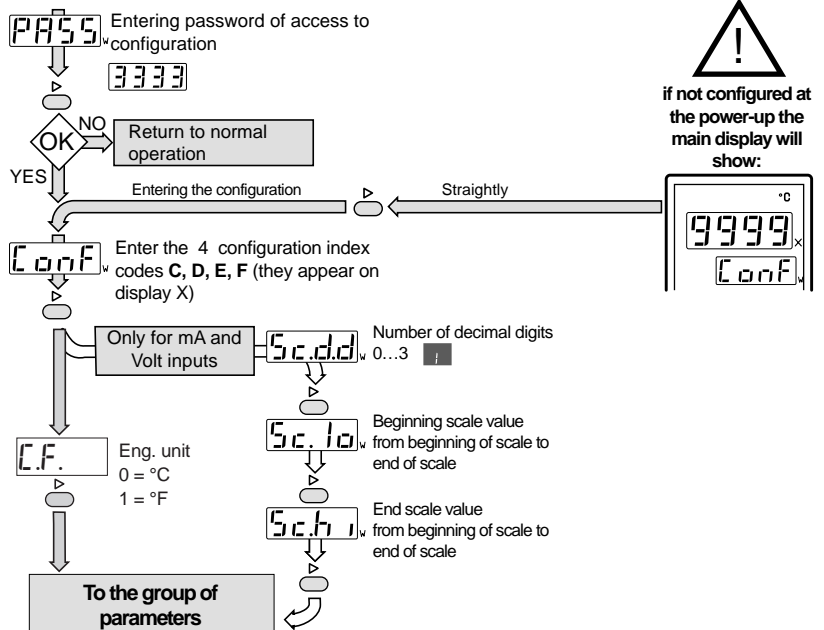 PASS w
Entering password of access to
configuration
3333
OK
NO
Return to normal
operation
YES
Entering the configuration
Straightly
!
if not configured at
the power-up the
main display will
show:
°C
9999 x
ConF w
ConF w
Enter the 4 configuration index
codes C, D, E, F (they appear on
display X)
Only for mA and
Volt inputs
Sc.d.d w
Number of decimal digits
0…3 1
Sc.lo w
Beginning scale value
from beginning of scale to
end of scale
C.F.
Eng. unit
0 = °C
1 = °F
Sc.hi w
End scale value
from beginning of scale to
end of scale
To the group of
parameters